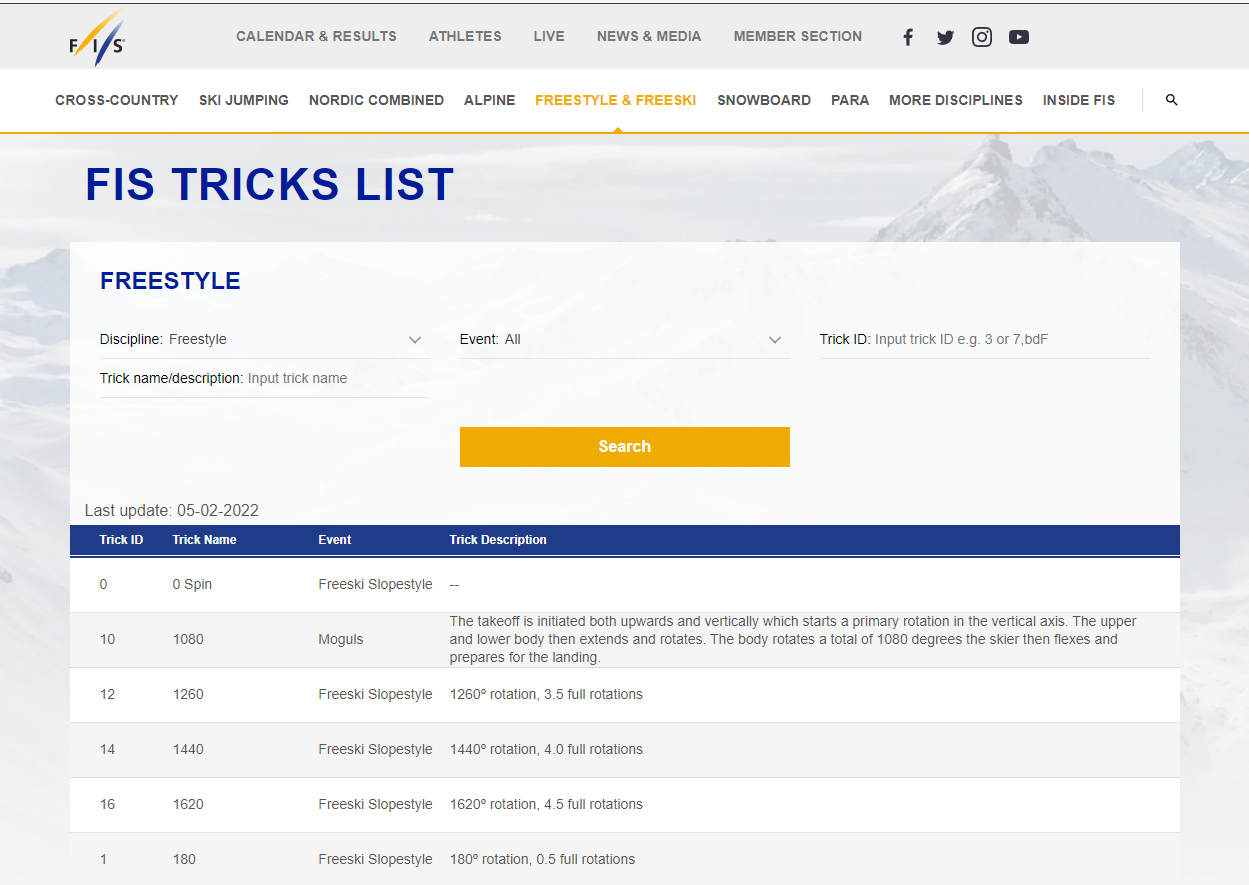 FIS
CALENDAR & RESULTS ATHLETES LIVE NEWS & MEDIA MEMBER SECTION
CROSS-COUNTRY SKI JUMPING NORDIC COMBINED ALPINE FREESTYLE & FREESKI SNOWBOARD PARA MORE DISCIPLINES INSIDE FIS
FIS TRICKS LIST
FREESTYLE
Discipline: Freestyle Event: All Trick ID: Input trick ID e.g. 3 or 7,bdF
Trick name/description: Input trick name
Search
Last update: 05-02-2022
Trick ID Trick Name Event Trick Description
0 0 Spin Freeski Slopestyle --
10 1080 Moguls The takeoff is initiated both upwards and vertically which starts a primary rotation in the vertical axis. The upper
and lower body then extends and rotates. The body rotates a total of 1080 degrees the skier then flexes and
prepares for the landing.
12 1260 Freeski Slopestyle 1260º rotation, 3.5 full rotations
14 1440 Freeski Slopestyle 1440º rotation, 4.0 full rotations
16 1620 Freeski Slopestyle 1620º rotation, 4.5 full rotations
1 180 Freeski Slopestyle 180º rotation, 0.5 full rotations